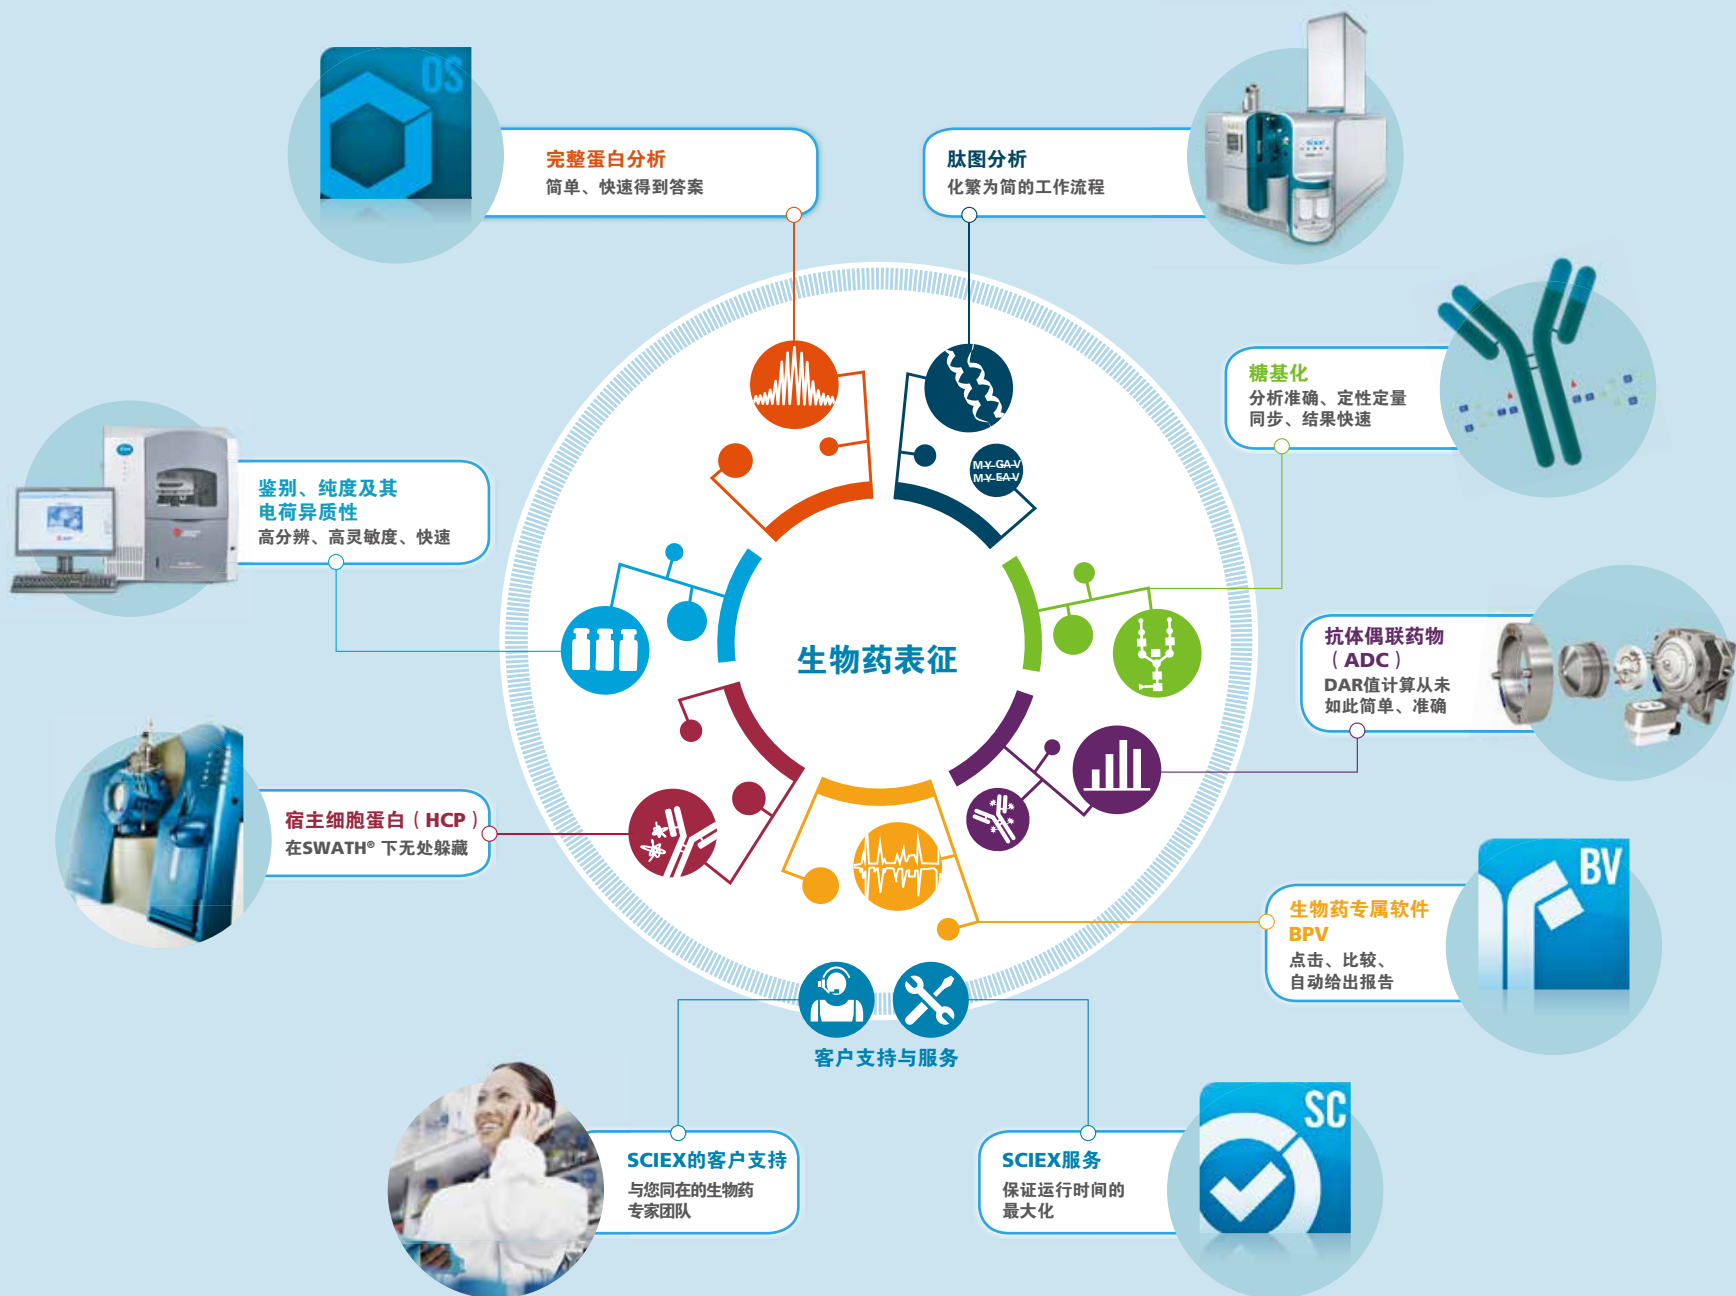 OS
完整蛋白分析
简单、快速得到答案
肽图分析
化繁为简的工作流程
糖基化
分析准确、定性定量
同步、结果快速
鉴别、纯度及其
电荷异质性
高分辨、高灵敏度、快速
M-Y-GA-V
M-Y-EA-V
生物药表征
抗体偶联药物
（ADC）
DAR值计算从未
如此简单、准确
宿主细胞蛋白（HCP）
在SWATH® 下无处躲藏
BV
生物药专属软件
BPV
点击、比较、
自动给出报告
客户支持与服务
SCIEX的客户支持
与您同在的生物药
专家团队
SC
SCIEX服务
保证运行时间的
最大化